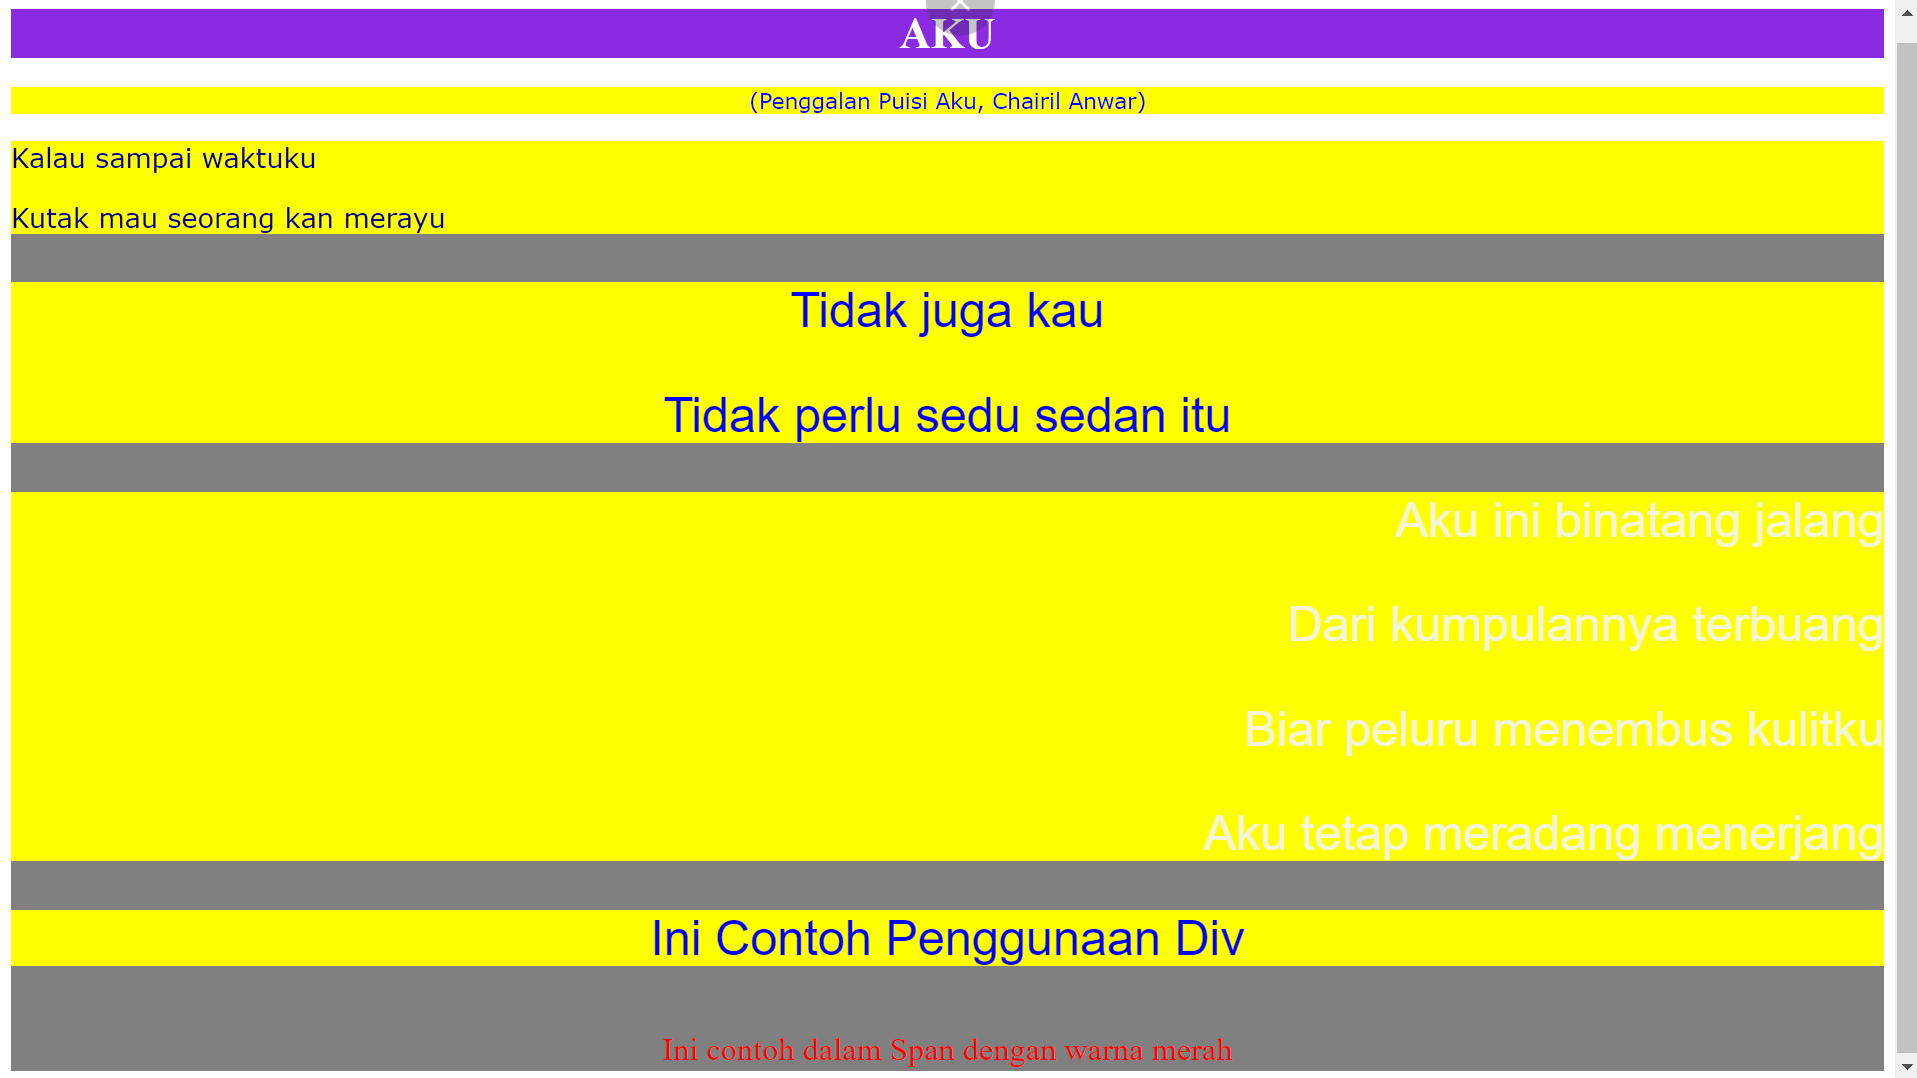 AKU
(Penggalan Puisi Aku, Chairil Anwar)
Kalau sampai waktuku
Kutak mau seorang kan merayu
Tidak juga kau
Tidak perlu sedu sedan itu
Aku ini binatang jalang
Dari kumpulannya terbuang
Biar peluru menembus kulitku
Aku tetap meradang menerjang
Ini Contoh Penggunaan Div
Ini contoh dalam Span dengan warna merah